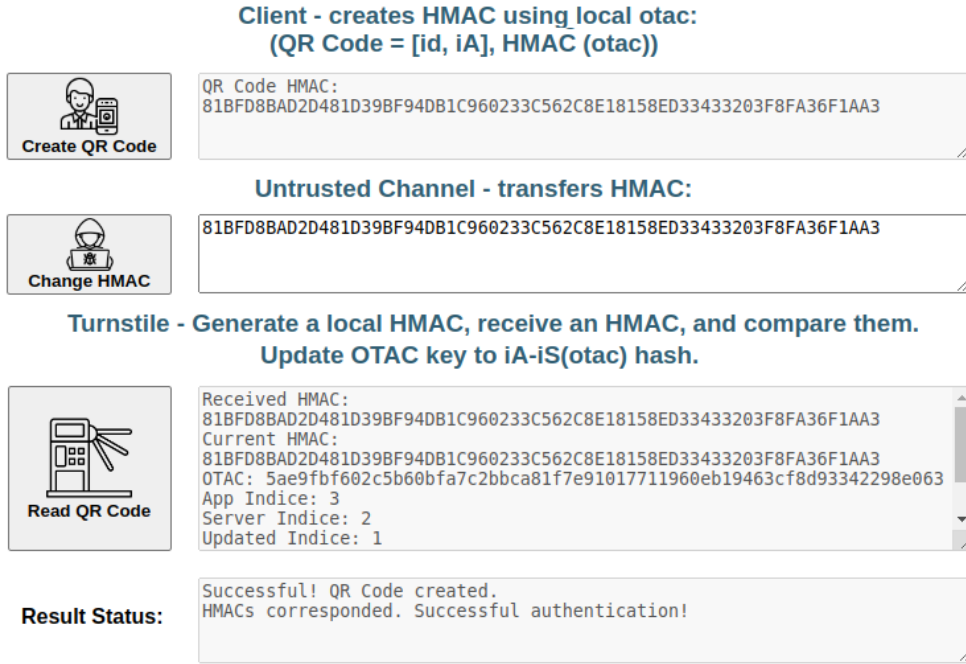 Client - creates HMAC using local otac:
(QR Code = [id, iA], HMAC (otac))
Create QR Code
QR Code HMAC:
81BFD8BAD2D481D39BF94DB1C960233C562C8E18158ED33433203F8FA36F1AA3
Untrusted Channel - transfers HMAC:
Change HMAC
81BFD8BAD2D481D39BF94DB1C960233C562C8E18158ED33433203F8FA36F1AA3
Turnstile - Generate a local HMAC, receive an HMAC, and compare them.
Update OTAC key to iA-iS(otac) hash.
Read QR Code
Received HMAC:
81BFD8BAD2D481D39BF94DB1C960233C562C8E18158ED33433203F8FA36F1AA3
Current HMAC:
81BFD8BAD2D481D39BF94DB1C960233C562C8E18158ED33433203F8FA36F1AA3
OTAC: 5ae9fbf602c5b60bfa7c2bbca81f7e91017711960eb19463cf8d93342298e063
App Indice: 3
Server Indice: 2
Updated Indice: 1
Result Status:
Successful! QR Code created.
HMACs corresponded. Successful authentication!